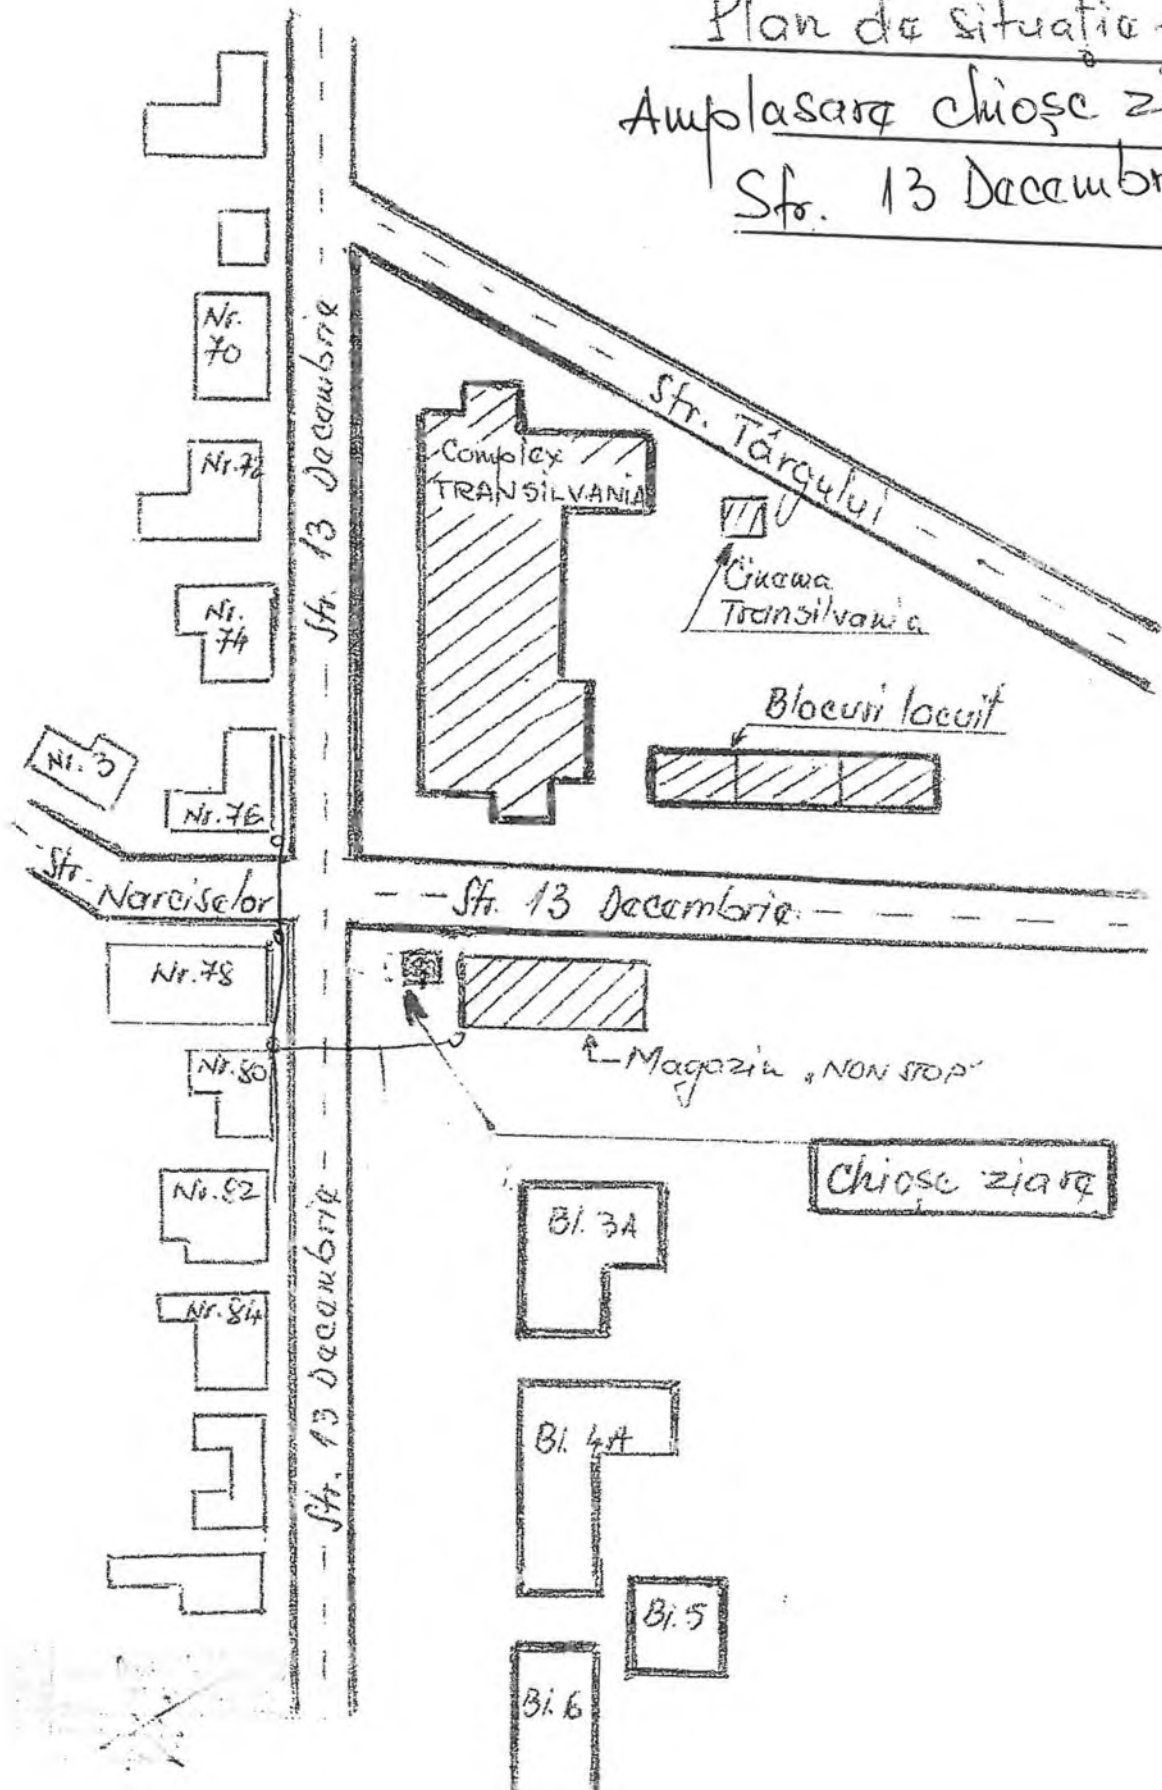 Plan de situație -
Amplasare chioșc zi
Str. 13 Decembr
Nr.
70
Str. 13 Decembrie
Str. Târgului
Complex
TRANSILVANIA
Nr. 72
Cinema
Transilvania
Nr.
74
Blocuri locuit
Nr. 3
Nr. 76
Str.
Narciselor
Str. 13 Decembrie
Nr. 78
Magazin „NON STOP”
Nr. 80
Chioșc ziare
Nr. 82
Bl. 3A
Nr. 84
Str. 13 Decembrie
Bl. 4A
Bl. 5
Bl. 6